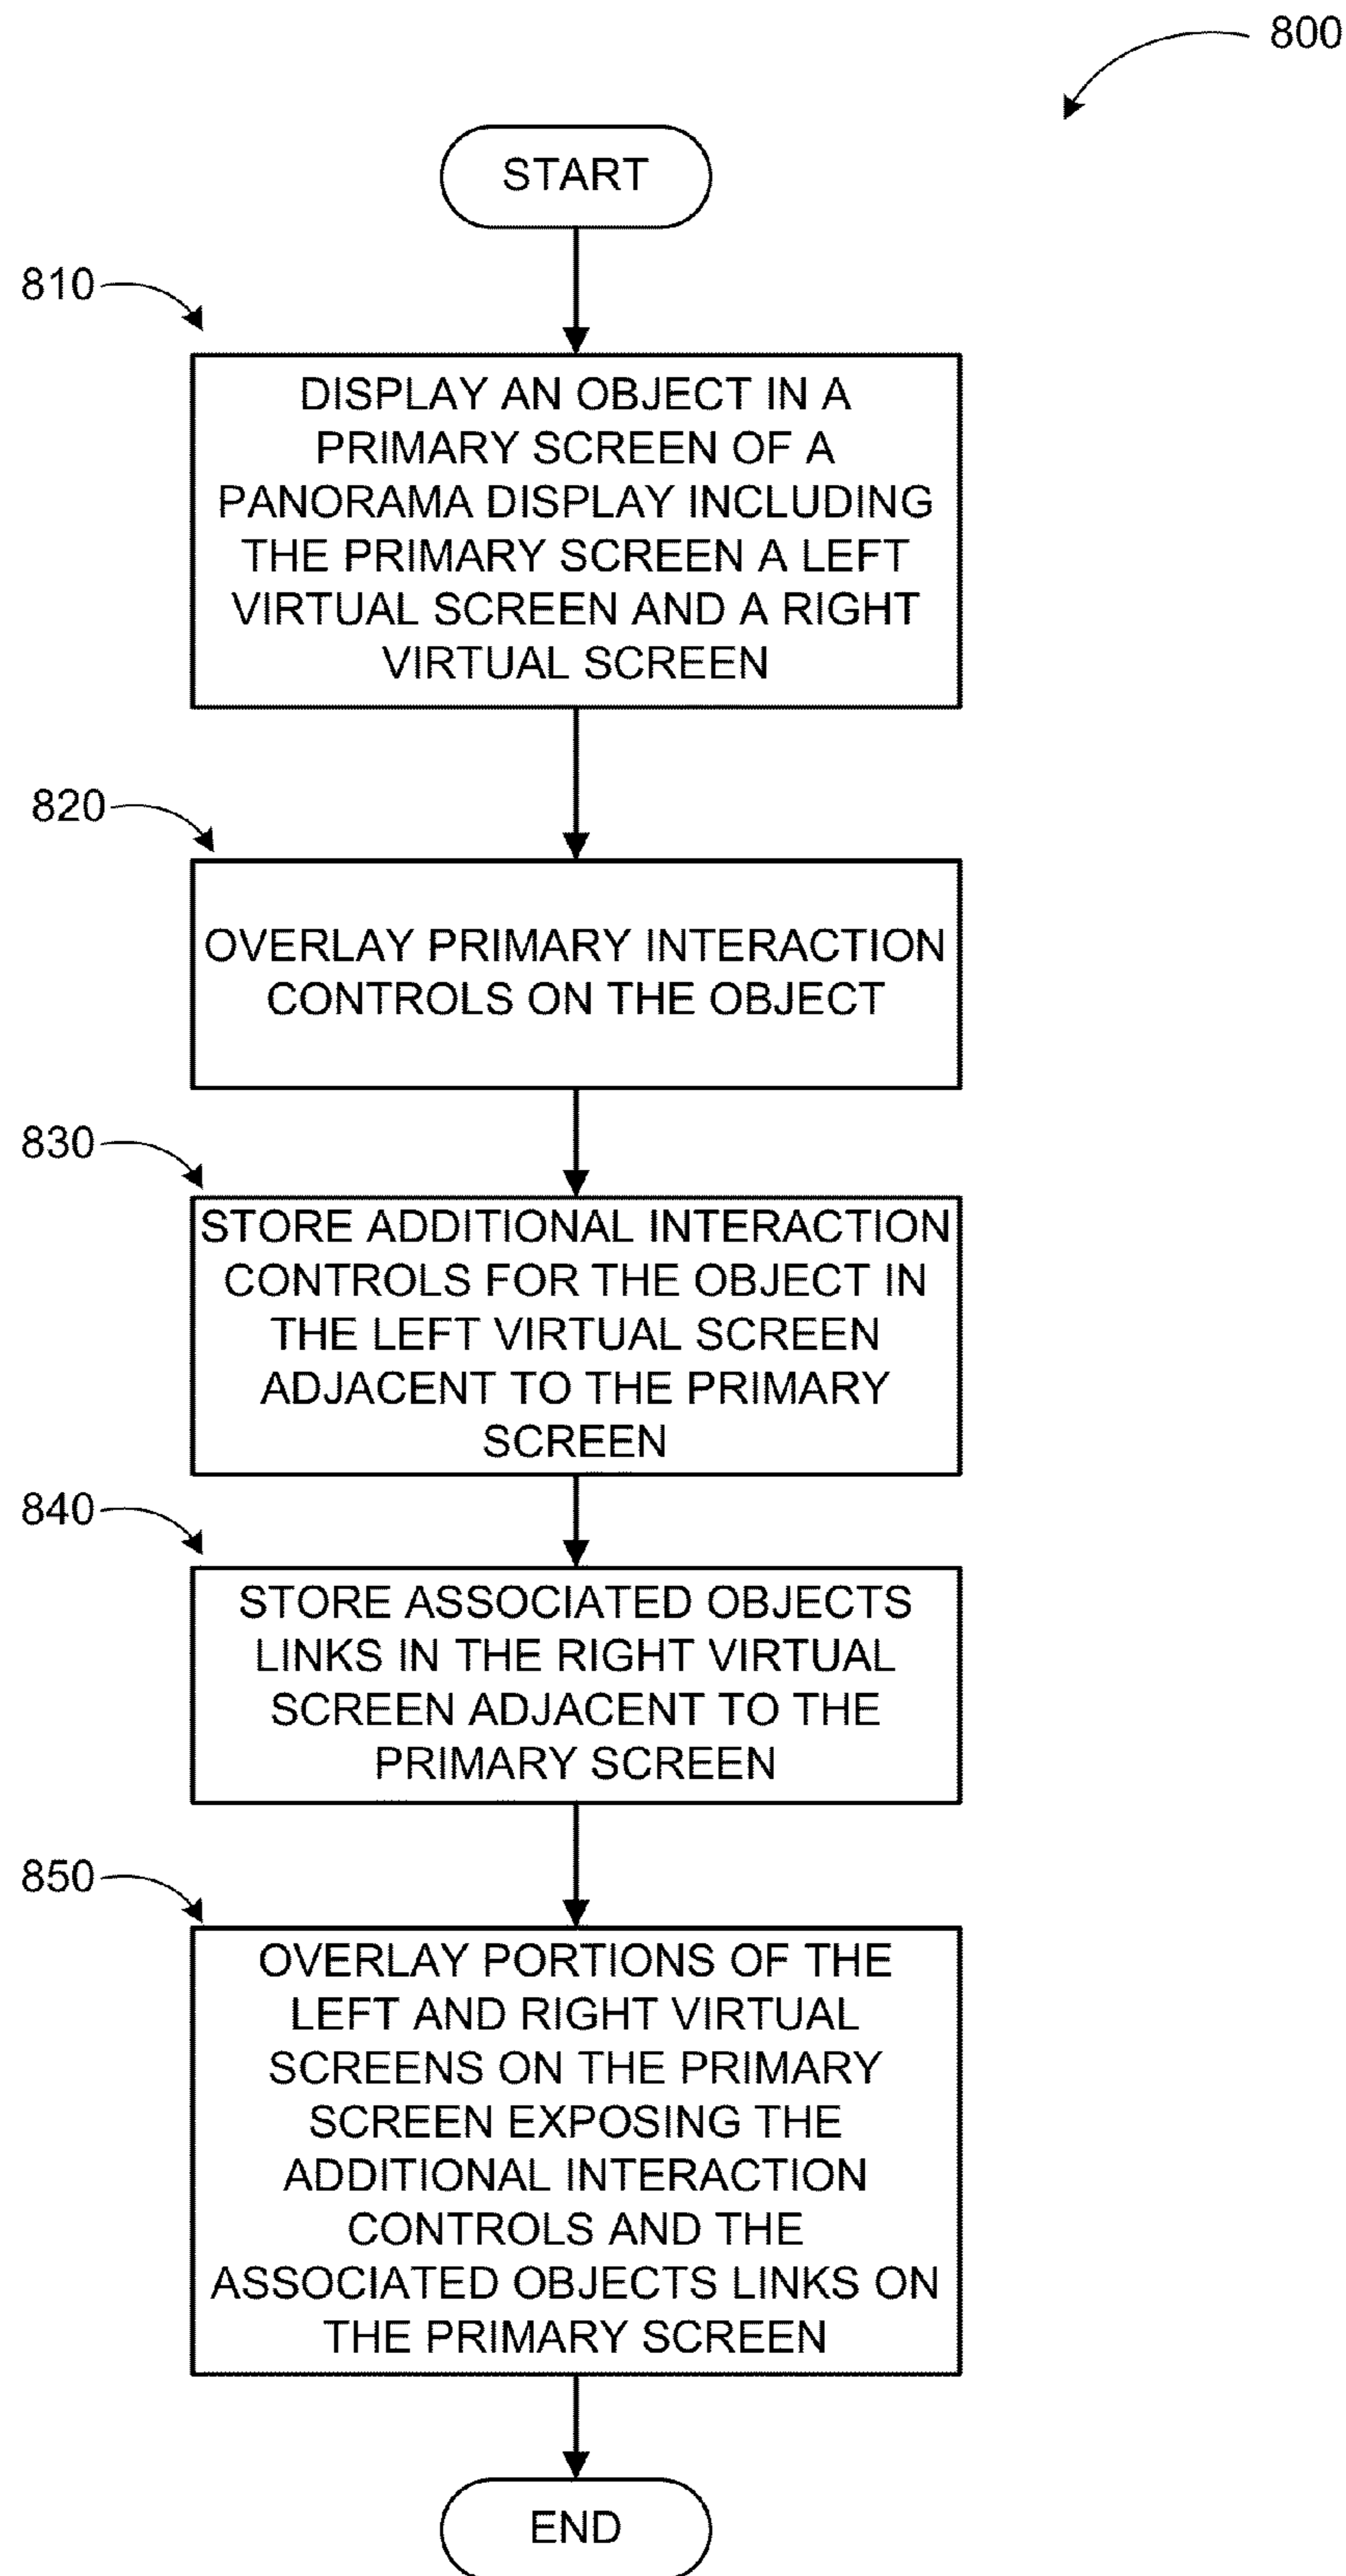 800
START
810
DISPLAY AN OBJECT IN A
PRIMARY SCREEN OF A
PANORAMA DISPLAY INCLUDING
THE PRIMARY SCREEN A LEFT
VIRTUAL SCREEN AND A RIGHT
VIRTUAL SCREEN
820
OVERLAY PRIMARY INTERACTION
CONTROLS ON THE OBJECT
830
STORE ADDITIONAL INTERACTION
CONTROLS FOR THE OBJECT IN
THE LEFT VIRTUAL SCREEN
ADJACENT TO THE PRIMARY
SCREEN
840
STORE ASSOCIATED OBJECTS
LINKS IN THE RIGHT VIRTUAL
SCREEN ADJACENT TO THE
PRIMARY SCREEN
850
OVERLAY PORTIONS OF THE
LEFT AND RIGHT VIRTUAL
SCREENS ON THE PRIMARY
SCREEN EXPOSING THE
ADDITIONAL INTERACTION
CONTROLS AND THE
ASSOCIATED OBJECTS LINKS ON
THE PRIMARY SCREEN
END